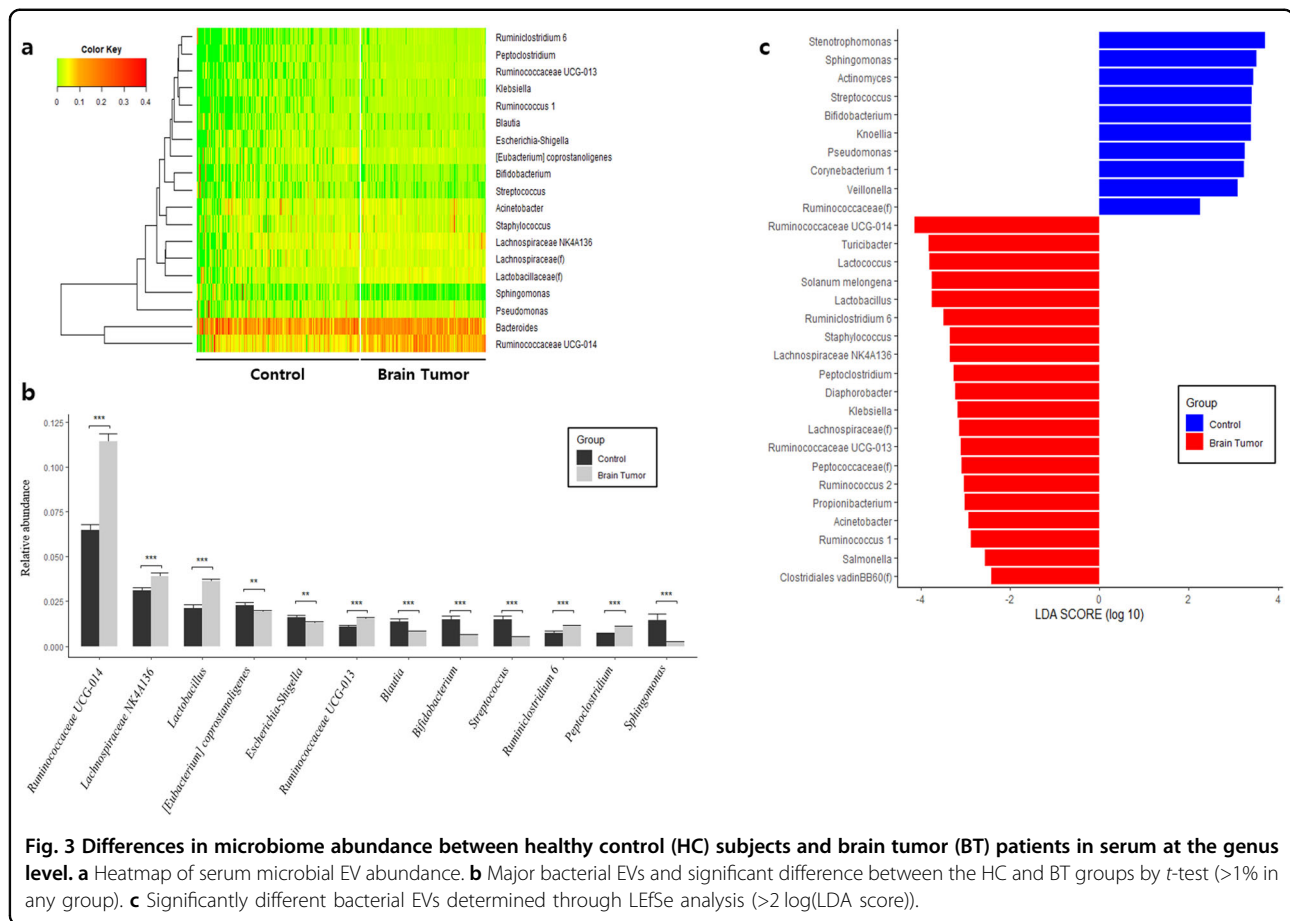 a
Color Key
0 0.1 0.2 0.3 0.4
Ruminiclostridium 6
Peptoclostridium
Ruminococcaceae UCG-013
Klebsiella
Ruminococcus 1
Blautia
Escherichia-Shigella
[Eubacterium] coprostanoligenes
Bifidobacterium
Streptococcus
Acinetobacter
Staphylococcus
Lachnospiraceae NK4A136
Lachnospiraceae(f)
Lactobacillaceae(f)
Sphingomonas
Pseudomonas
Bacteroides
Ruminococcaceae UCG-014
Control Brain Tumor
b
Relative abundance
0.125
0.100
0.075
0.050
0.025
0.000
*** *** *** ** ** *** *** *** *** *** *** ***
Group
Control
Brain Tumor
Ruminococcaceae UCG-014
Lachnospiraceae NK4A136
Lactobacillus
[Eubacterium] coprostanoligenes
Escherichia-Shigella
Ruminococcaceae UCG-013
Blautia
Bifidobacterium
Streptococcus
Ruminiclostridium 6
Peptoclostridium
Sphingomonas
c
Stenotrophomonas
Sphingomonas
Actinomyces
Streptococcus
Bifidobacterium
Knoellia
Pseudomonas
Corynebacterium 1
Veillonella
Ruminococcaceae(f)
Ruminococcaceae UCG-014
Turicibacter
Lactococcus
Solanum melongena
Lactobacillus
Ruminiclostridium 6
Staphylococcus
Lachnospiraceae NK4A136
Peptoclostridium
Diaphorobacter
Klebsiella
Lachnospiraceae(f)
Ruminococcaceae UCG-013
Peptococcaceae(f)
Ruminococcus 2
Propionibacterium
Acinetobacter
Ruminococcus 1
Salmonella
Clostridiales vadinBB60(f)
-4 -2 0 2 4
LDA SCORE (log 10)
Group
Control
Brain Tumor
Fig. 3 Differences in microbiome abundance between healthy control (HC) subjects and brain tumor (BT) patients in serum at the genus
level. a Heatmap of serum microbial EV abundance. b Major bacterial EVs and significant difference between the HC and BT groups by t-test (>1% in
any group). c Significantly different bacterial EVs determined through LEfSe analysis (>2 log(LDA score)).